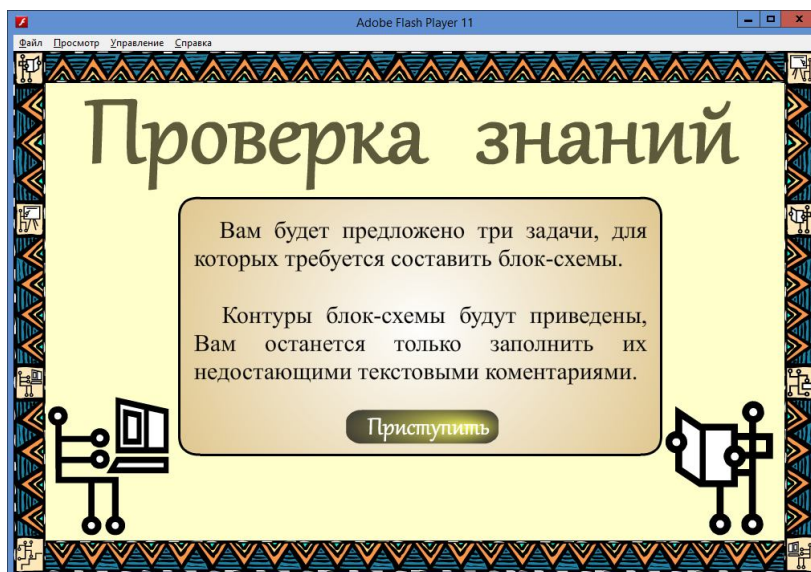 Adobe Flash Player 11
Файл Просмотр Управление Справка
Проверка знаний
Вам будет предложено три задачи, для
которых требуется составить блок-схемы.
Контуры блок-схемы будут приведены,
Вам останется только заполнить их
недостающими текстовыми коментариями.
Приступить